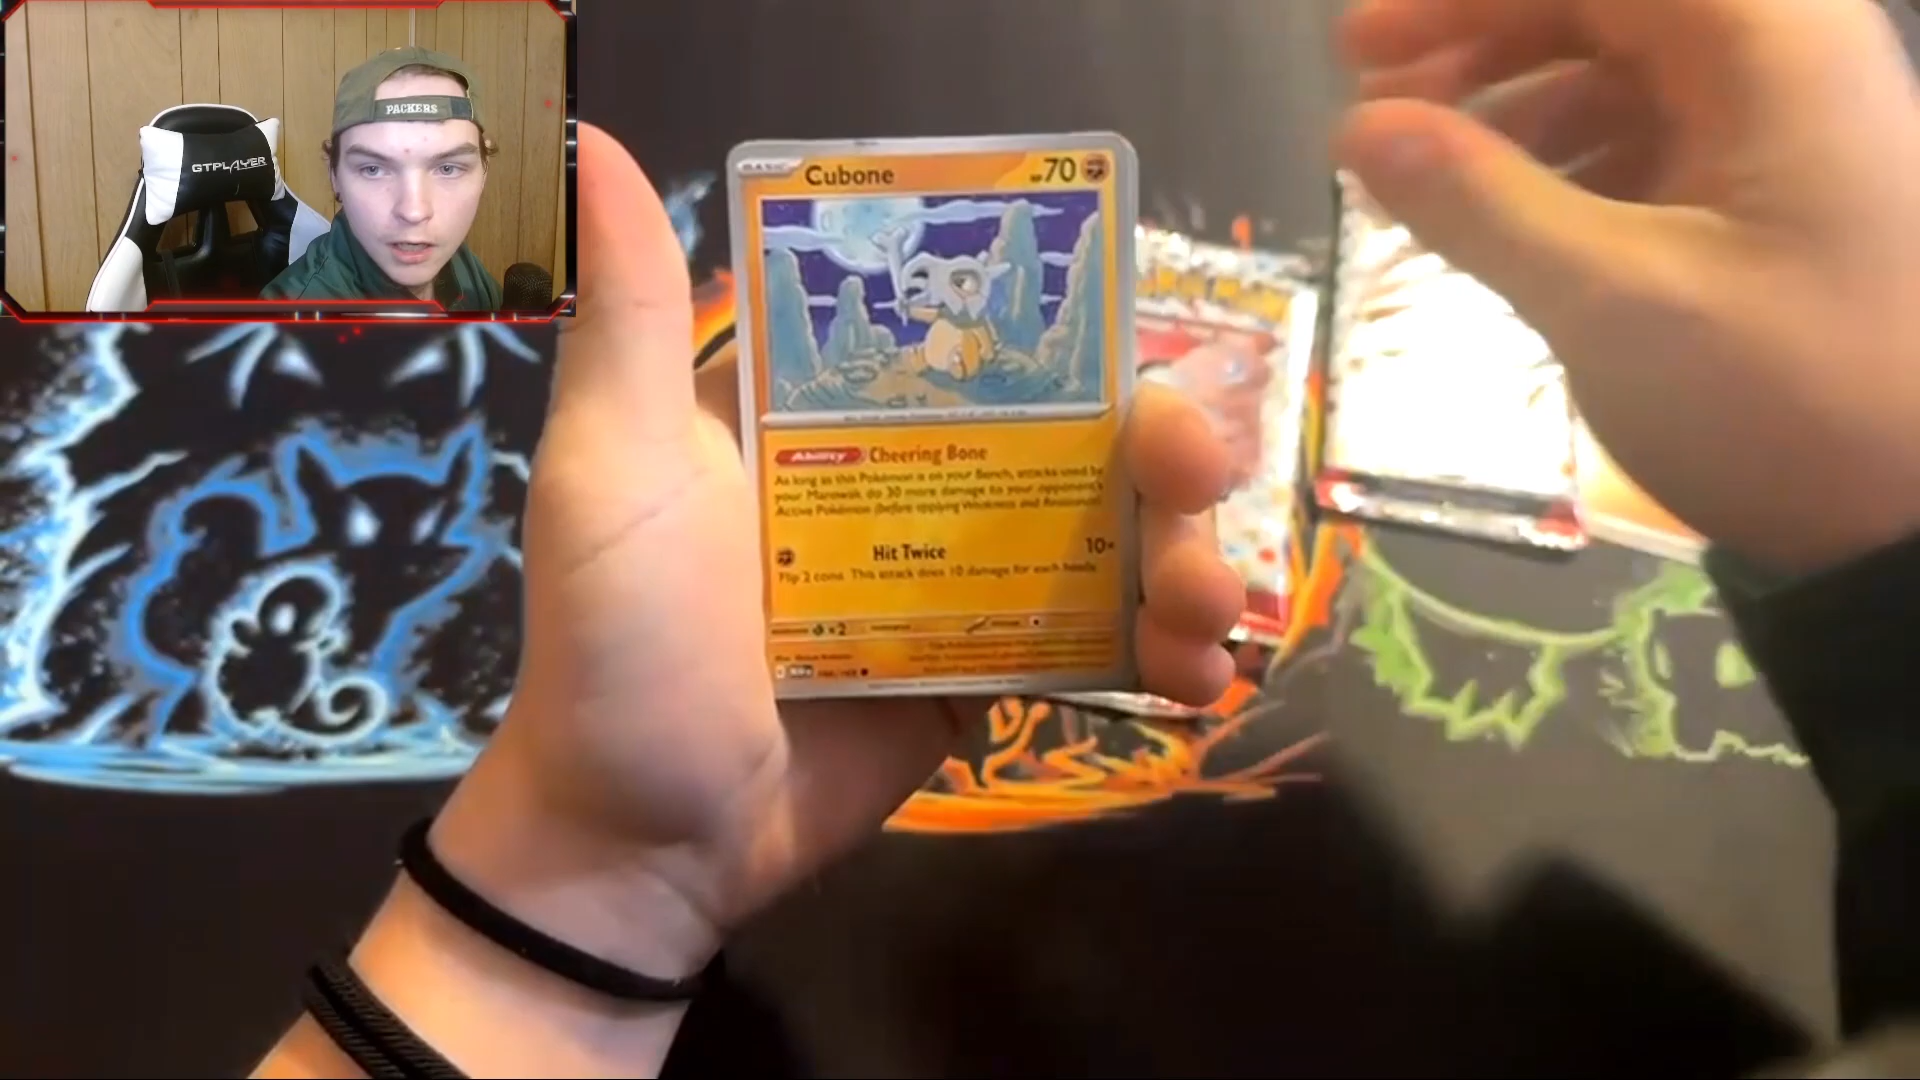 PACKERS
GTPLAYER
BASIC
Cubone
HP70
Ability Cheering Bone
As long as this Pokémon is on your Bench, attacks used by
your Marowak do 30 more damage to your opponent's
Active Pokémon (before applying Weakness and Resistance).
Hit Twice 10×
Flip 2 coins. This attack does 10 damage for each heads.
×2